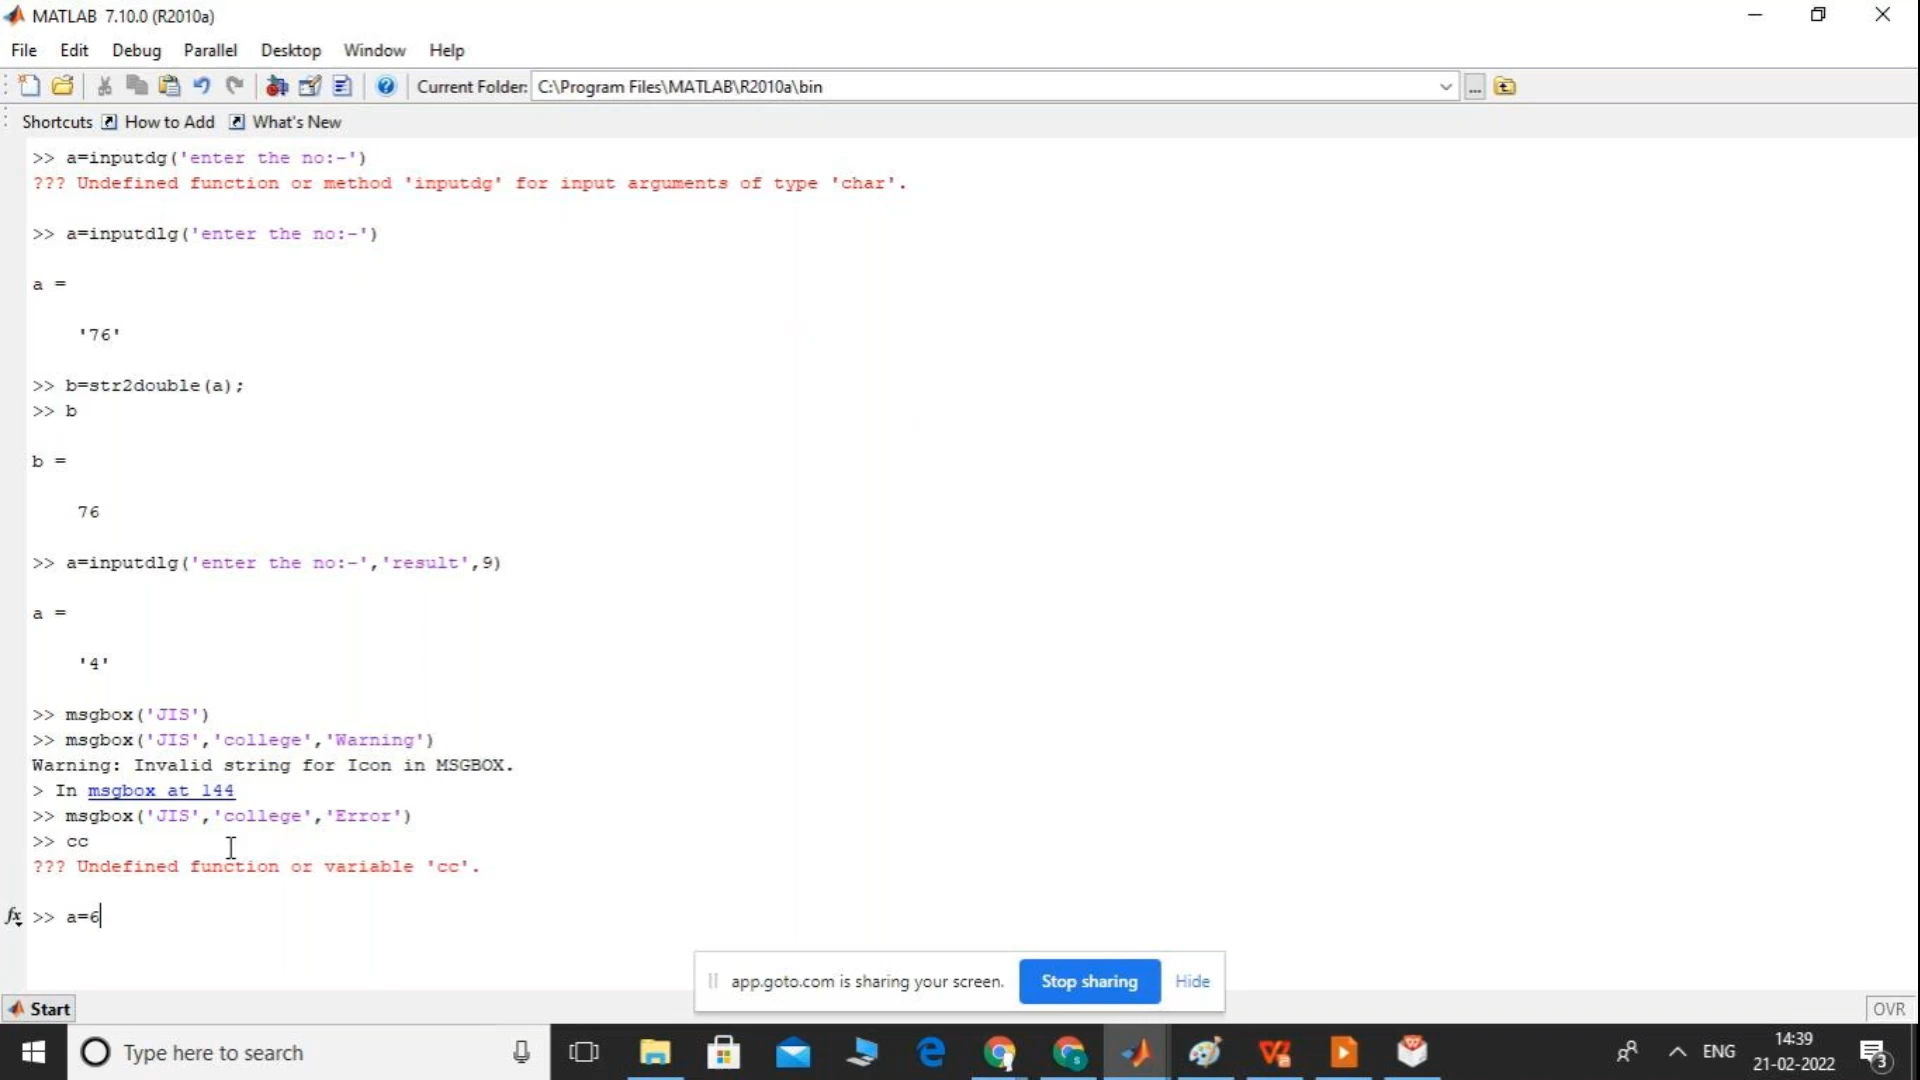 MATLAB 7.10.0 (R2010a)
File Edit Debug Parallel Desktop Window Help
Current Folder: C:\Program Files\MATLAB\R2010a\bin ...
Shortcuts How to Add What's New
>> a=inputdg('enter the no:-')
??? Undefined function or method 'inputdg' for input arguments of type 'char'.
>> a=inputdlg('enter the no:-')
a =
'76'
>> b=str2double(a);
>> b
b =
76
>> a=inputdlg('enter the no:-','result',9)
a =
'4'
>> msgbox('JIS')
>> msgbox('JIS','college','Warning')
Warning: Invalid string for Icon in MSGBOX.
> In msgbox at 144
>> msgbox('JIS','college','Error')
>> cc
??? Undefined function or variable 'cc'.
fx >> a=6
app.goto.com is sharing your screen. Stop sharing Hide
Start OVR
Type here to search ENG 14:39
21-02-2022 3